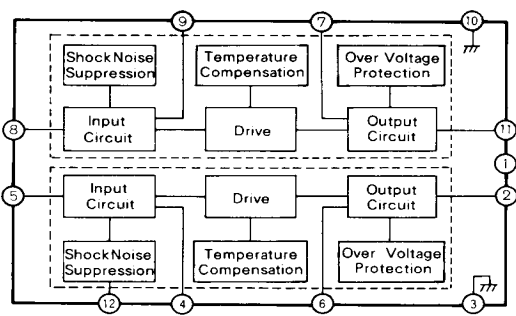 9 7 10
Shock Noise Suppression
Temperature Compensation
Over Voltage Protection
8
Input Circuit
Drive
Output Circuit
11
1
5
Input Circuit
Drive
Output Circuit
2
Shock Noise Suppression
Temperature Compensation
Over Voltage Protection
12 4 6 3